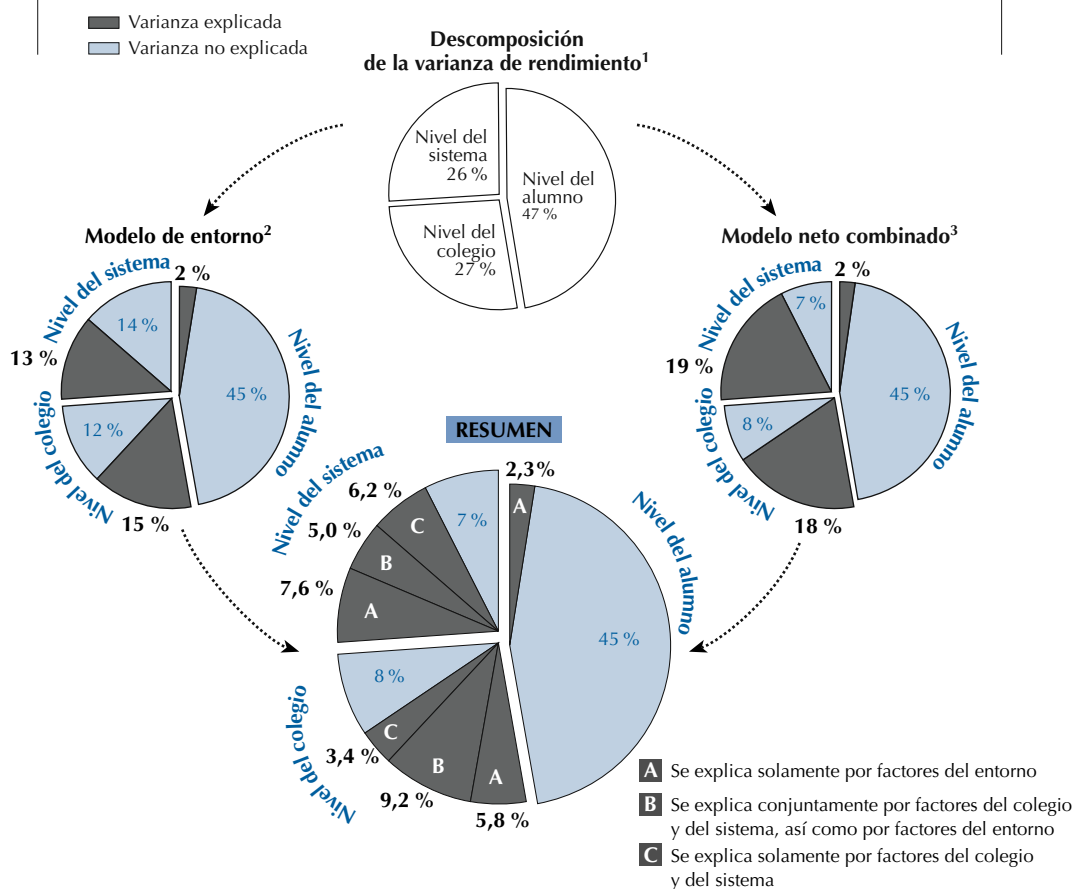 Varianza explicada
Varianza no explicada
Descomposición
de la varianza de rendimiento¹
Nivel del
sistema
26 %
Nivel del
alumno
47 %
Nivel del
colegio
27 %
Modelo de entorno²
Nivel del sistema
2 %
14 %
13 %
Nivel del alumno
45 %
12 %
Nivel del colegio
15 %
Modelo neto combinado³
Nivel del sistema
2 %
7 %
19 %
Nivel del alumno
45 %
8 %
Nivel del colegio
18 %
RESUMEN
Nivel del sistema
2,3%
6,2 %
C
7 %
A
5,0 %
B
7,6 %
A
Nivel del alumno
45 %
8 %
Nivel del colegio
C
3,4 %
B
9,2 %
A
5,8 %
A Se explica solamente por factores del entorno
B Se explica conjuntamente por factores del colegio
y del sistema, así como por factores del entorno
C Se explica solamente por factores del colegio
y del sistema